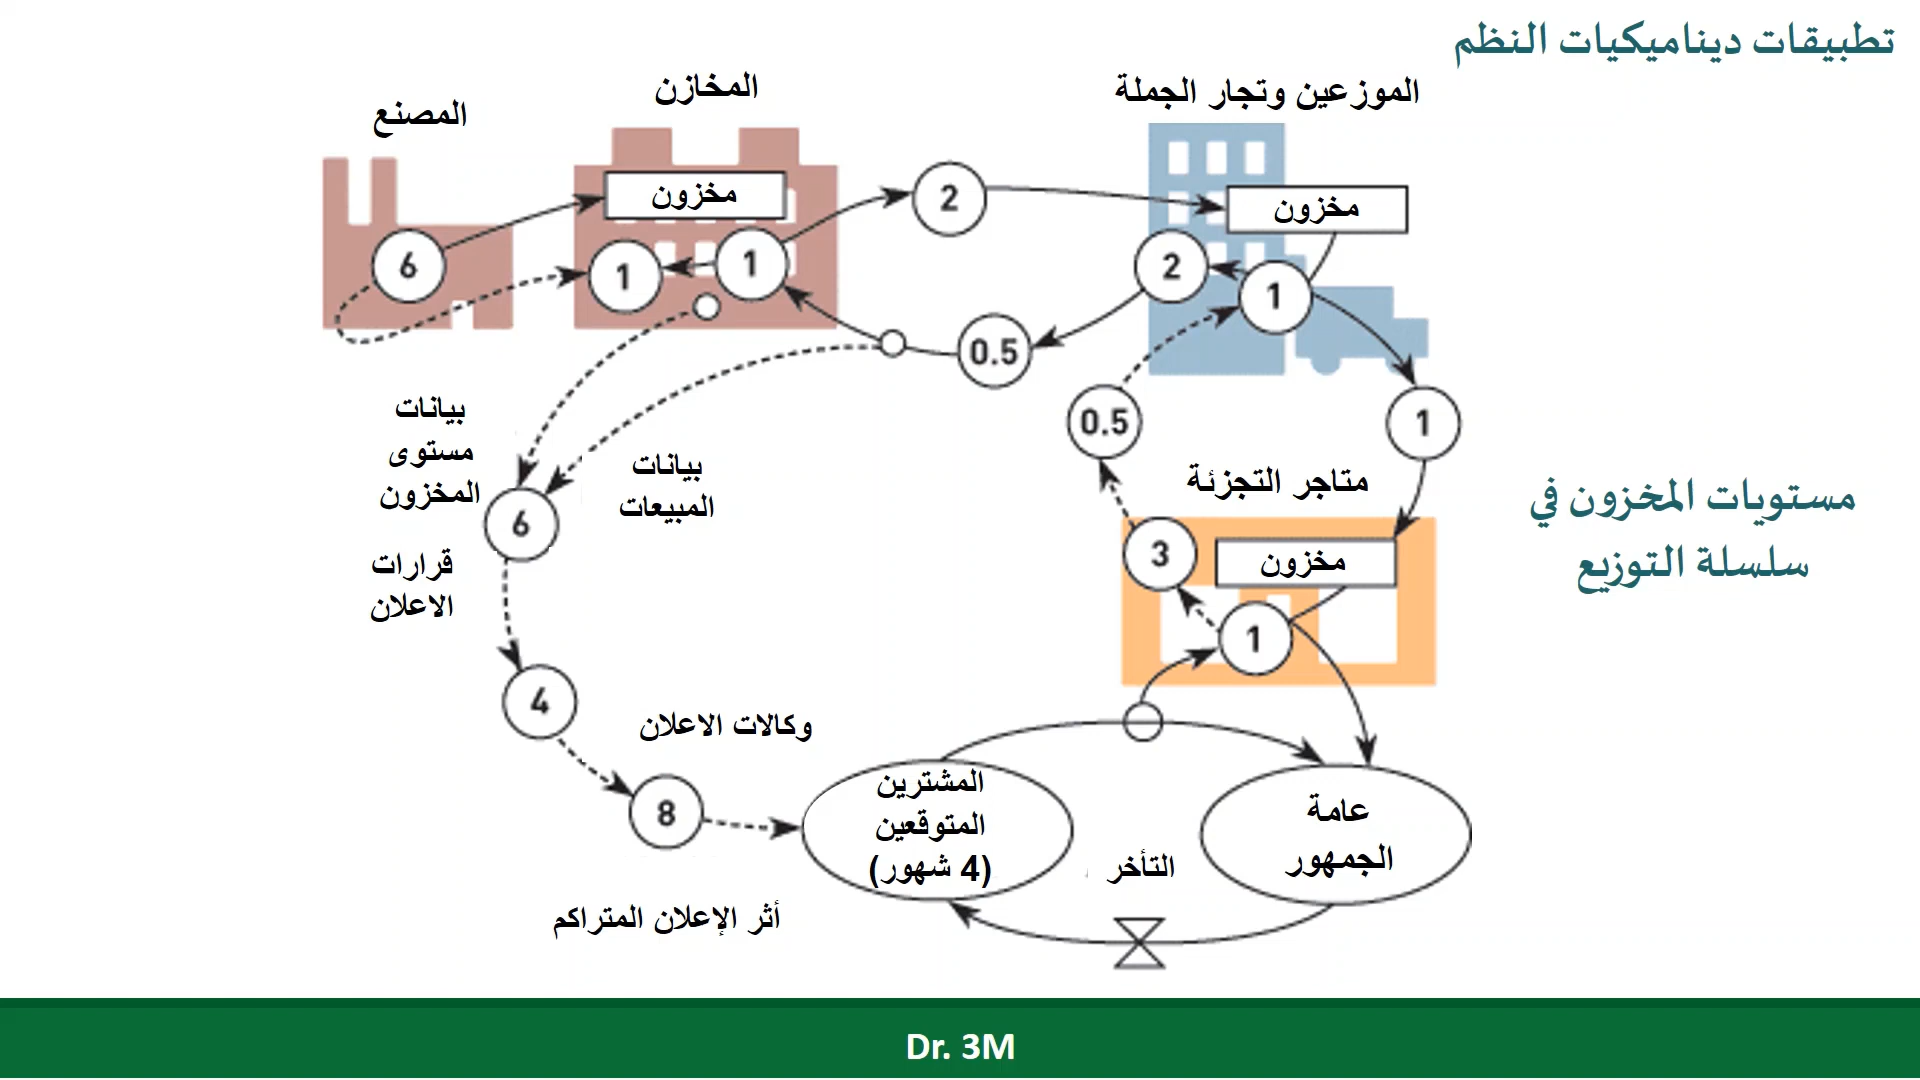 تطبيقات ديناميكيات النظم
الموزعين وتجار الجملة
المخازن
المصنع
مخزون
2
مخزون
6
1
1
2
1
0.5
0.5
1
بيانات
مستوى
المخزون
بيانات
المبيعات
متاجر التجزئة
مستويات المخزون في
سلسلة التوزيع
6
3
مخزون
قرارات
الاعلان
1
4
وكالات الاعلان
8
المشترين
المتوقعين
(4 شهور)
التأخر
عامة
الجمهور
أثر الإعلان المتراكم
Dr. 3M